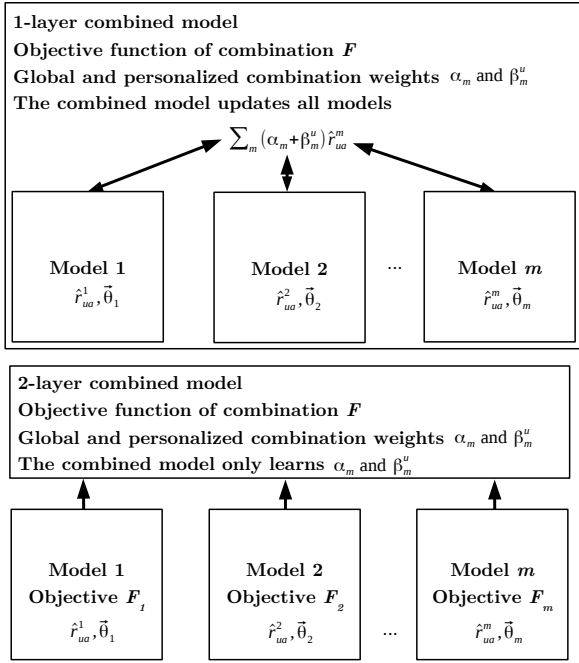 1-layer combined model
Objective function of combination F
Global and personalized combination weights α_m and β_m^u
The combined model updates all models
∑_m (α_m+β_m^u) r̂_ua^m
Model 1
r̂_ua^1, θ⃗_1
Model 2
r̂_ua^2, θ⃗_2
...
Model m
r̂_ua^m, θ⃗_m
2-layer combined model
Objective function of combination F
Global and personalized combination weights α_m and β_m^u
The combined model only learns α_m and β_m^u
Model 1
Objective F_1
r̂_ua^1, θ⃗_1
Model 2
Objective F_2
r̂_ua^2, θ⃗_2
...
Model m
Objective F_m
r̂_ua^m, θ⃗_m